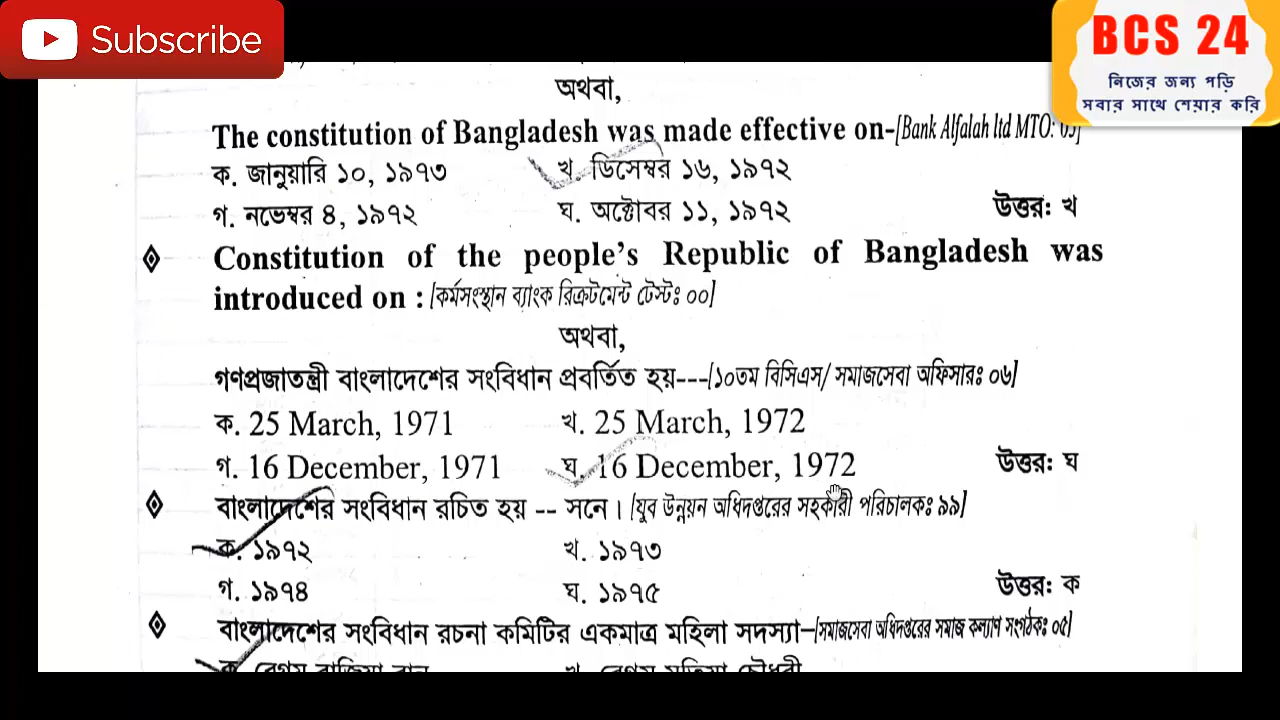 Subscribe
BCS 24
নিজের জন্য পড়ি
সবার সাথে শেয়ার করি
অথবা,
The constitution of Bangladesh was made effective on-[Bank Alfalah ltd MTO: 05]
ক. জানুয়ারি ১০, ১৯৭৩ খ. ডিসেম্বর ১৬, ১৯৭২
গ. নভেম্বর ৪, ১৯৭২ ঘ. অক্টোবর ১১, ১৯৭২ উত্তরঃ খ
Constitution of the people's Republic of Bangladesh was
introduced on : [কর্মসংস্থান ব্যাংক রিক্রুটমেন্ট টেস্টঃ ০০]
অথবা,
গণপ্রজাতন্ত্রী বাংলাদেশের সংবিধান প্রবর্তিত হয়---[১০তম বিসিএস/ সমাজসেবা অফিসারঃ ০৬]
ক. 25 March, 1971 খ. 25 March, 1972
গ. 16 December, 1971 ঘ. 16 December, 1972 উত্তরঃ ঘ
বাংলাদেশের সংবিধান রচিত হয় -- সনে। [যুব উন্নয়ন অধিদপ্তরের সহকারী পরিচালকঃ ৯৯]
ক. ১৯৭২ খ. ১৯৭৩
গ. ১৯৭৪ ঘ. ১৯৭৫ উত্তরঃ ক
বাংলাদেশের সংবিধান রচনা কমিটির একমাত্র মহিলা সদস্যা–[সমাজসেবা অধিদপ্তরের সমাজ কল্যাণ সংগঠকঃ ০৫]